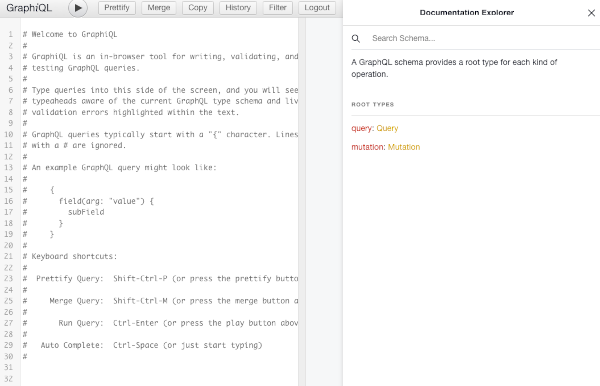 GraphiQL
Prettify Merge Copy History Filter Logout
1 # Welcome to GraphiQL
2 #
3 # GraphiQL is an in-browser tool for writing, validating, and
4 # testing GraphQL queries.
5 #
6 # Type queries into this side of the screen, and you will see
7 # typeaheads aware of the current GraphQL type schema and liv
8 # validation errors highlighted within the text.
9 #
10 # GraphQL queries typically start with a "{" character. Lines
11 # with a # are ignored.
12 #
13 # An example GraphQL query might look like:
14 #
15 #     {
16 #       field(arg: "value") {
17 #         subField
18 #       }
19 #     }
20 #
21 # Keyboard shortcuts:
22 #
23 #  Prettify Query:  Shift-Ctrl-P (or press the prettify butto
24 #
25 #     Merge Query:  Shift-Ctrl-M (or press the merge button a
26 #
27 #       Run Query:  Ctrl-Enter (or press the play button abov
28 #
29 #   Auto Complete:  Ctrl-Space (or just start typing)
30 #
31
32
Documentation Explorer
Search Schema...
A GraphQL schema provides a root type for each kind of
operation.
ROOT TYPES
query: Query
mutation: Mutation